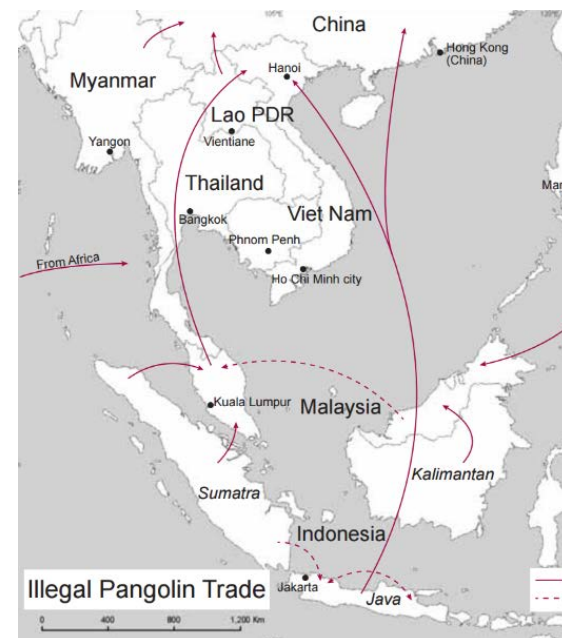 China
Hong Kong
(China)
Hanoi
Myanmar
Lao PDR
Yangon
Vientiane
Thailand
Viet Nam
Bangkok
Phnom Penh
From Africa
Ho Chi Minh city
Kuala Lumpur
Malaysia
Kalimantan
Sumatra
Indonesia
Illegal Pangolin Trade
Jakarta
Java
0
400
800
1,200 Km